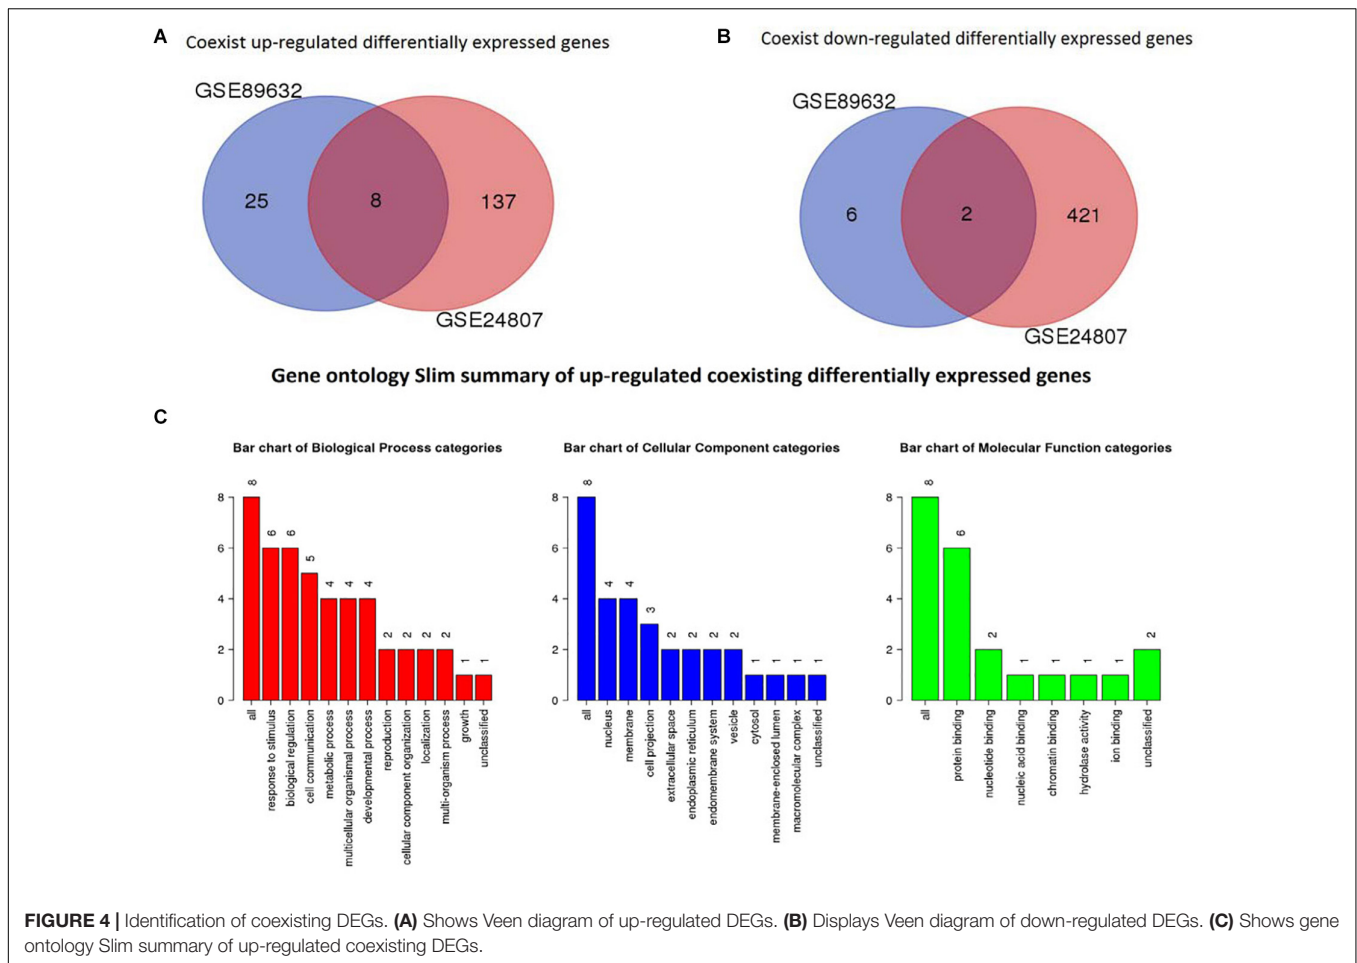 A Coexist up-regulated differentially expressed genes
GSE89632
25
8
137
GSE24807
B Coexist down-regulated differentially expressed genes
GSE89632
6
2
421
GSE24807
Gene ontology Slim summary of up-regulated coexisting differentially expressed genes
C
Bar chart of Biological Process categories
8
6
4
2
0
8
6
6
5
4
4
4
2
2
2
2
1
1
all
response to stimulus
biological regulation
cell communication
metabolic process
multicellular organismal process
developmental process
reproduction
cellular component organization
localization
multi-organism process
growth
unclassified
Bar chart of Cellular Component categories
8
6
4
2
0
8
4
4
3
2
2
2
2
1
1
1
1
all
nucleus
membrane
cell projection
extracellular space
endoplasmic reticulum
endomembrane system
vesicle
cytosol
membrane-enclosed lumen
macromolecular complex
unclassified
Bar chart of Molecular Function categories
8
6
4
2
0
8
6
2
1
1
1
1
2
all
protein binding
nucleotide binding
nucleic acid binding
chromatin binding
hydrolase activity
ion binding
unclassified
FIGURE 4 | Identification of coexisting DEGs. (A) Shows Veen diagram of up-regulated DEGs. (B) Displays Veen diagram of down-regulated DEGs. (C) Shows gene
ontology Slim summary of up-regulated coexisting DEGs.